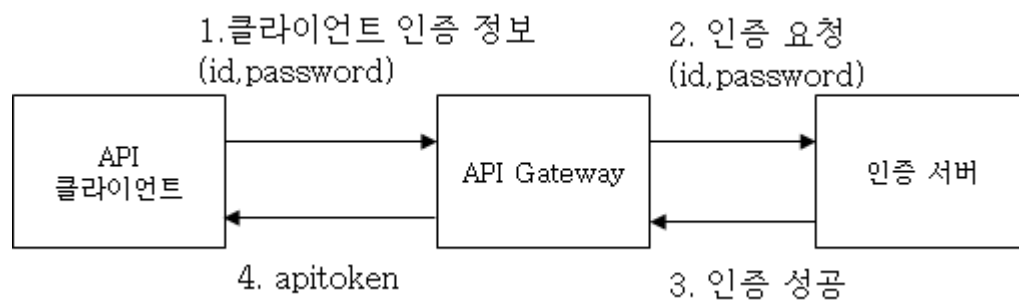 1.클라이언트 인증 정보
(id,password)
2. 인증 요청
(id,password)
API
클라이언트
API Gateway
인증 서버
4. apitoken
3. 인증 성공